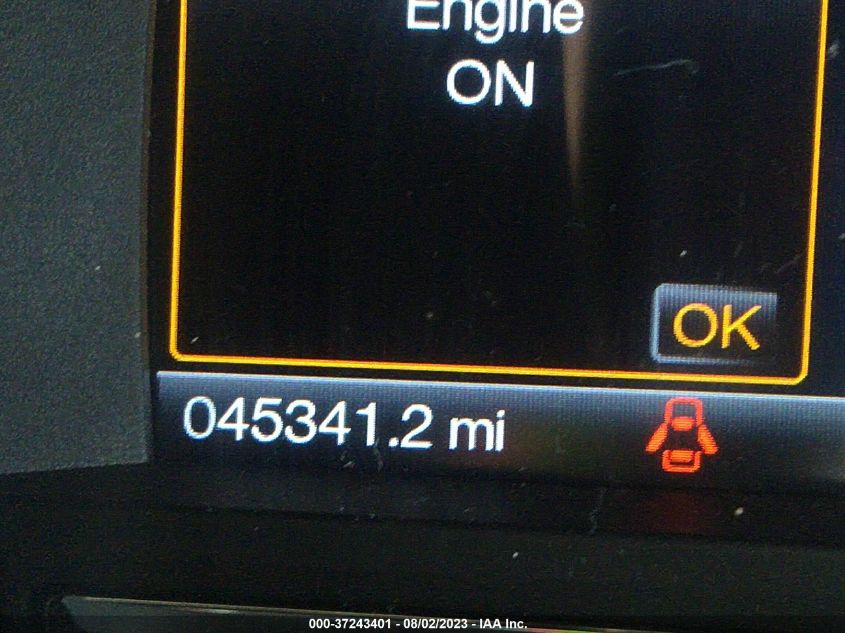 Engine
ON
OK
045341.2 mi
000-37243401 - 08/02/2023 - IAA Inc.